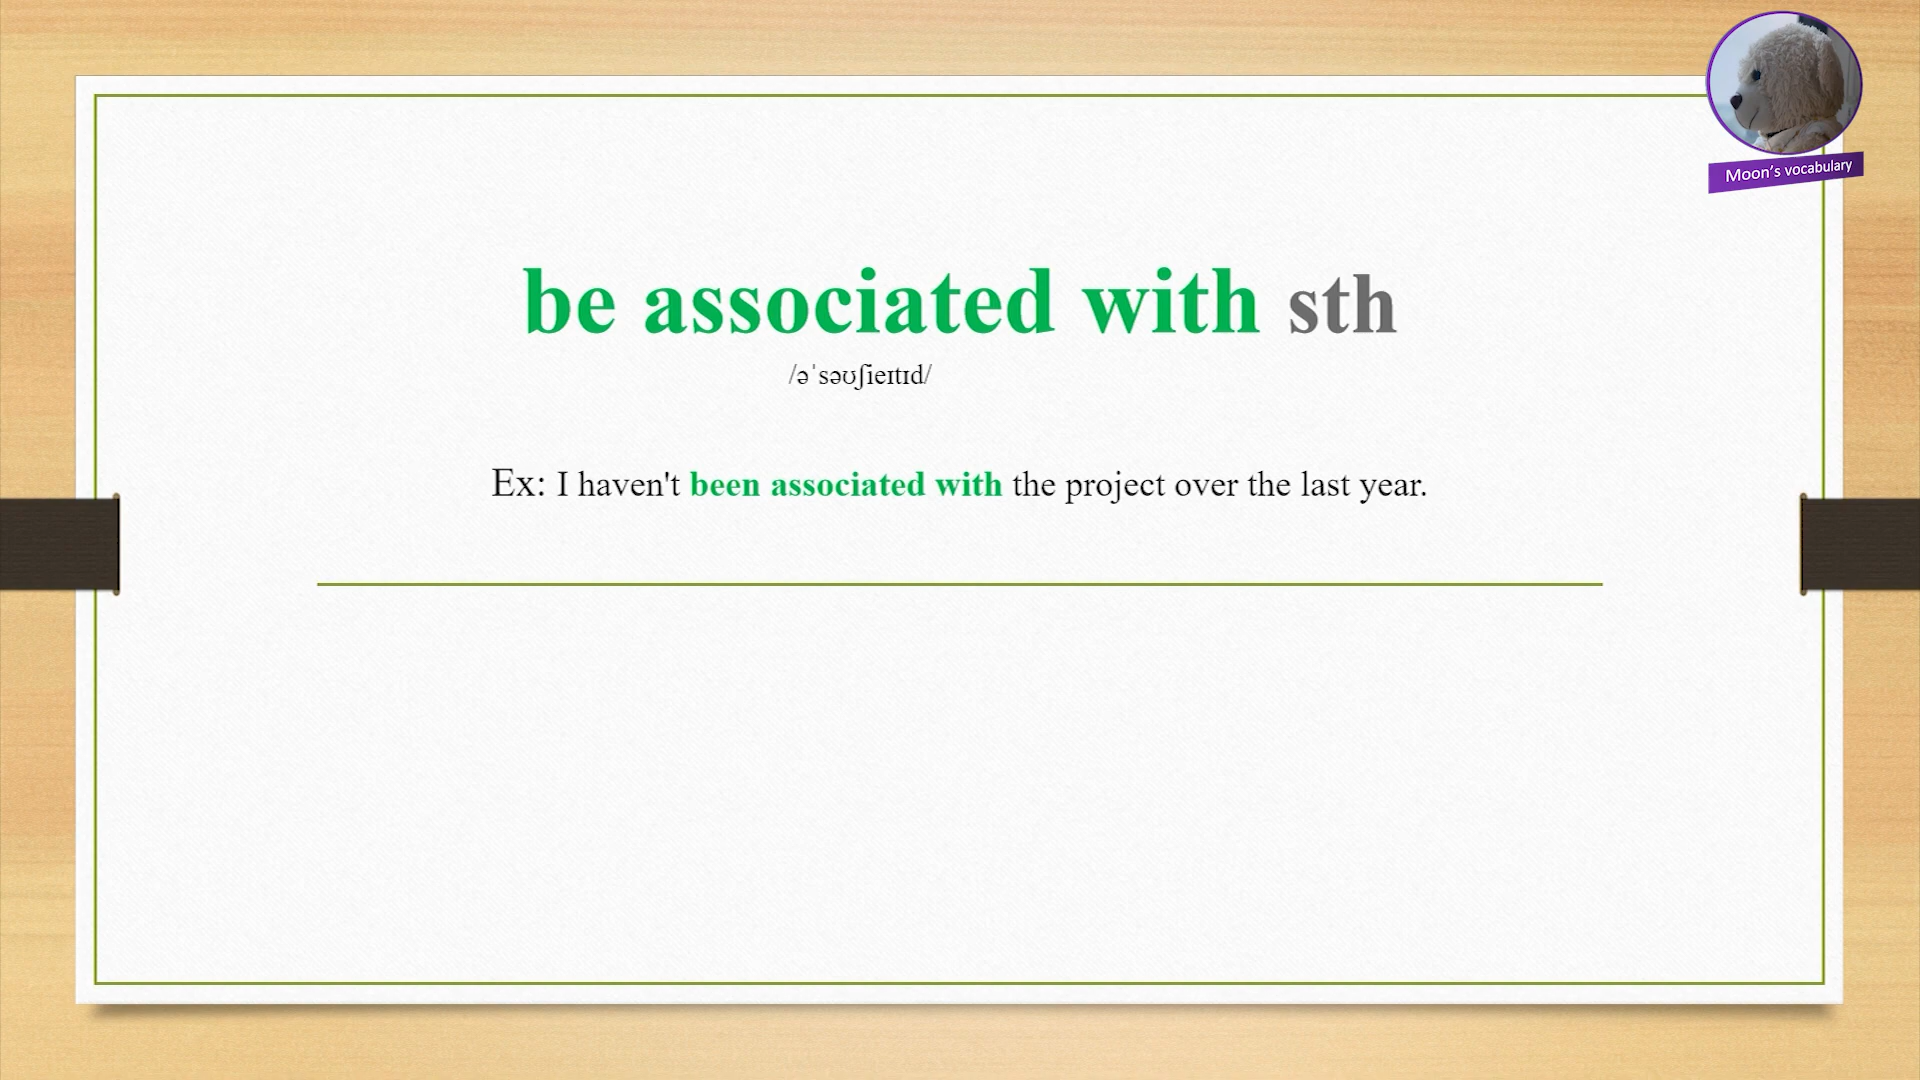 Moon's vocabulary
be associated with sth
/əˈsəʊʃieɪtɪd/
Ex: I haven't been associated with the project over the last year.